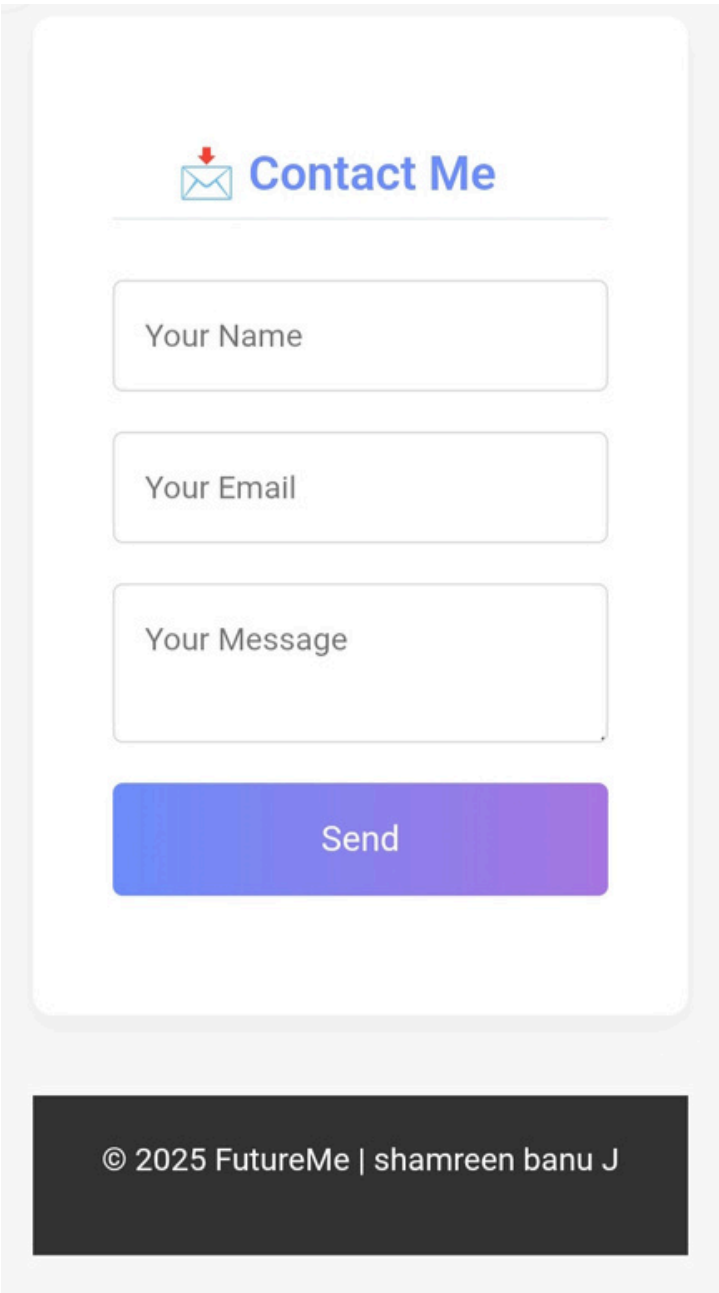 📩 Contact Me
Your Name
Your Email
Your Message
Send
© 2025 FutureMe | shamreen banu J